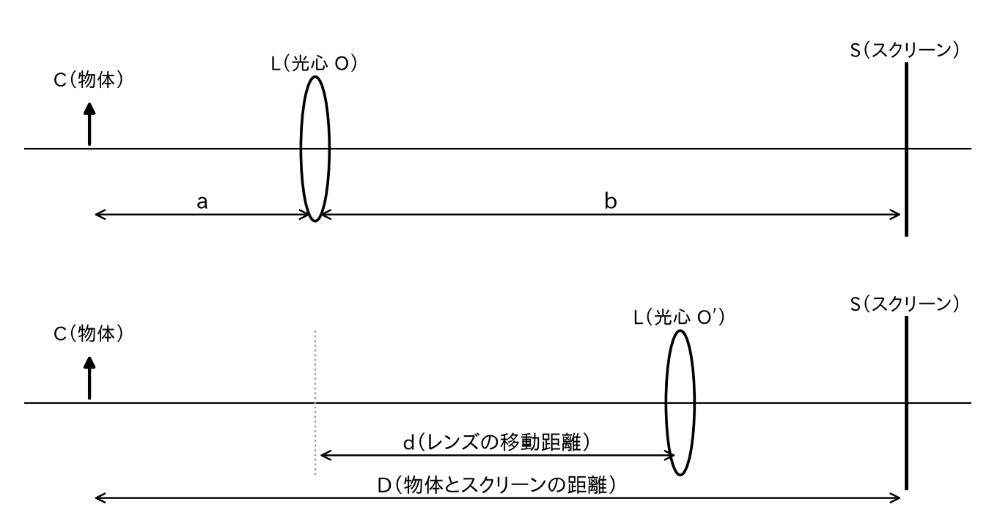 S（スクリーン）
L（光心 O）
C（物体）
a
b
S（スクリーン）
L（光心 O′）
C（物体）
d（レンズの移動距離）
D（物体とスクリーンの距離）